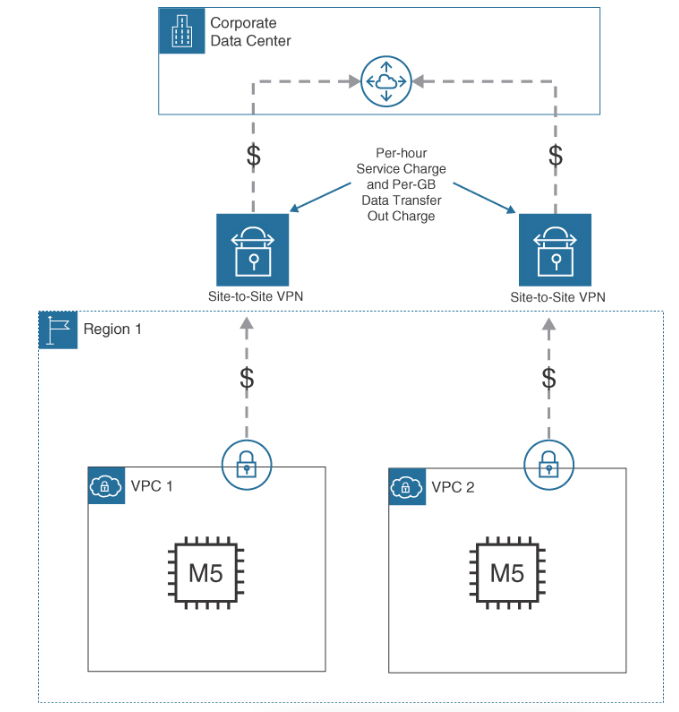 Corporate
Data Center
$
$
Per-hour
Service Charge
and Per-GB
Data Transfer
Out Charge
Site-to-Site VPN
Site-to-Site VPN
Region 1
$
$
VPC 1
VPC 2
M5
M5